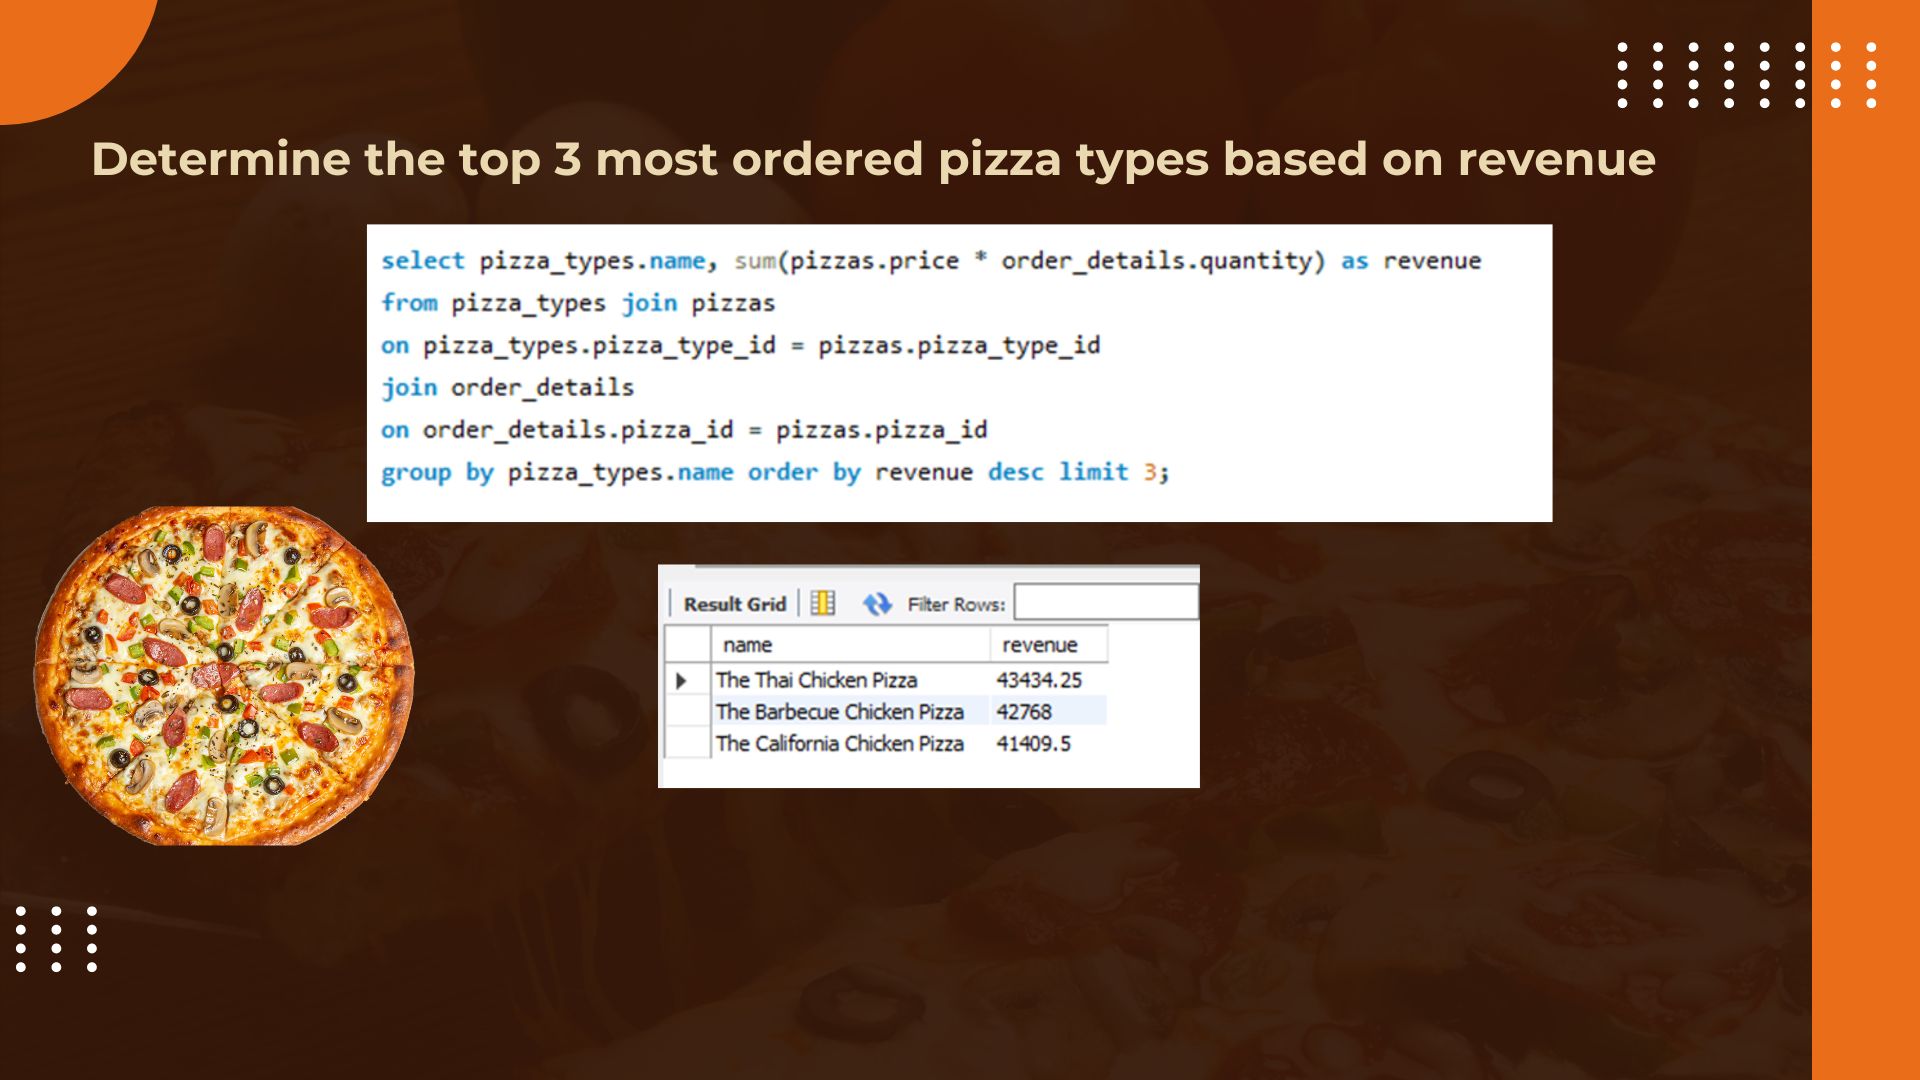 Determine the top 3 most ordered pizza types based on revenue
select pizza_types.name, sum(pizzas.price * order_details.quantity) as revenue
from pizza_types join pizzas
on pizza_types.pizza_type_id = pizzas.pizza_type_id
join order_details
on order_details.pizza_id = pizzas.pizza_id
group by pizza_types.name order by revenue desc limit 3;
Result Grid Filter Rows:
name revenue
The Thai Chicken Pizza 43434.25
The Barbecue Chicken Pizza 42768
The California Chicken Pizza 41409.5